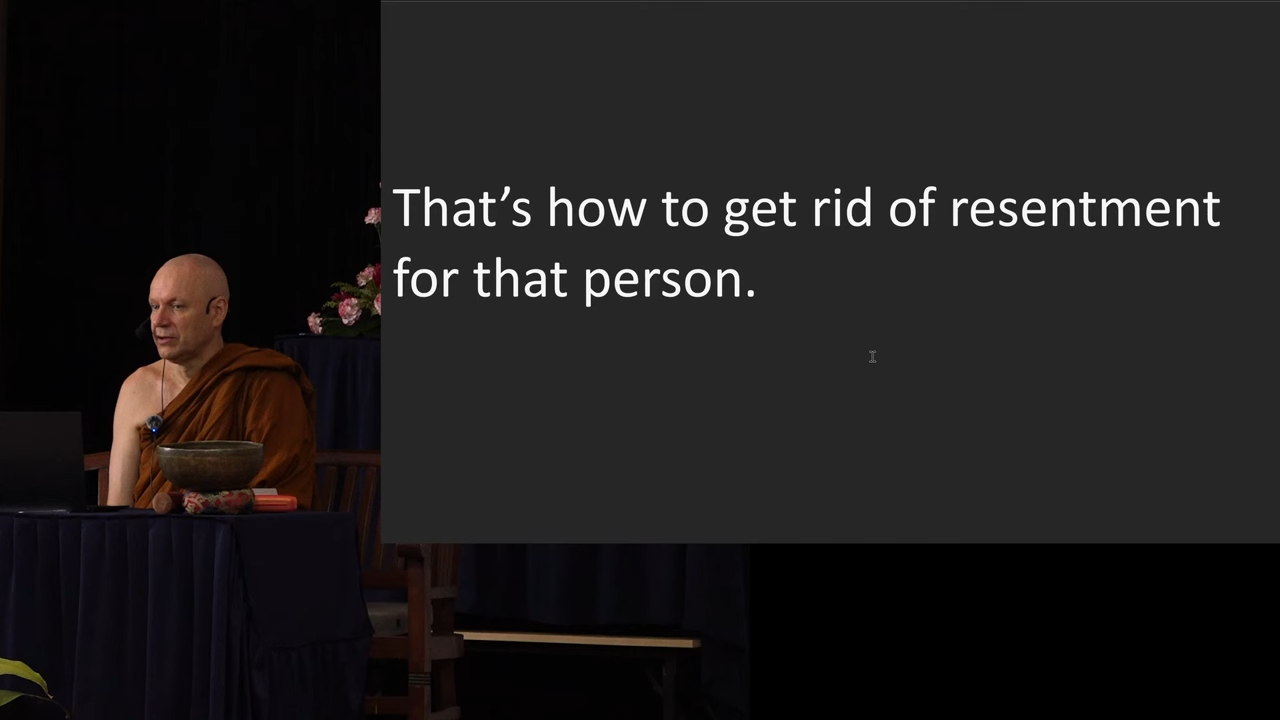 That’s how to get rid of resentment
for that person.